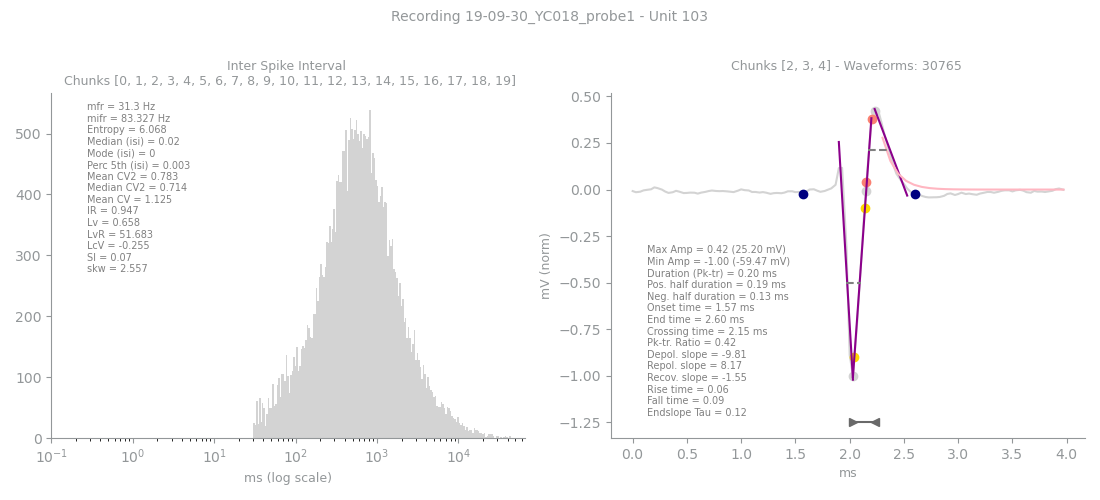 Recording 19-09-30_YC018_probe1 - Unit 103
Inter Spike Interval
Chunks [0, 1, 2, 3, 4, 5, 6, 7, 8, 9, 10, 11, 12, 13, 14, 15, 16, 17, 18, 19]
mfr = 31.3 Hz
mifr = 83.327 Hz
Entropy = 6.068
Median (isi) = 0.02
Mode (isi) = 0
Perc 5th (isi) = 0.003
Mean CV2 = 0.783
Median CV2 = 0.714
Mean CV = 1.125
IR = 0.947
Lv = 0.658
LvR = 51.683
LcV = -0.255
SI = 0.07
skw = 2.557
500
400
300
200
100
0
10⁻¹ 10⁰ 10¹ 10² 10³ 10⁴
ms (log scale)
Chunks [2, 3, 4] - Waveforms: 30765
mV (norm)
0.50
0.25
0.00
−0.25
−0.50
−0.75
−1.00
−1.25
Max Amp = 0.42 (25.20 mV)
Min Amp = -1.00 (-59.47 mV)
Duration (Pk-tr) = 0.20 ms
Pos. half duration = 0.19 ms
Neg. half duration = 0.13 ms
Onset time = 1.57 ms
End time = 2.60 ms
Crossing time = 2.15 ms
Pk-tr. Ratio = 0.42
Depol. slope = -9.81
Repol. slope = 8.17
Recov. slope = -1.55
Rise time = 0.06
Fall time = 0.09
Endslope Tau = 0.12
0.0 0.5 1.0 1.5 2.0 2.5 3.0 3.5 4.0
ms